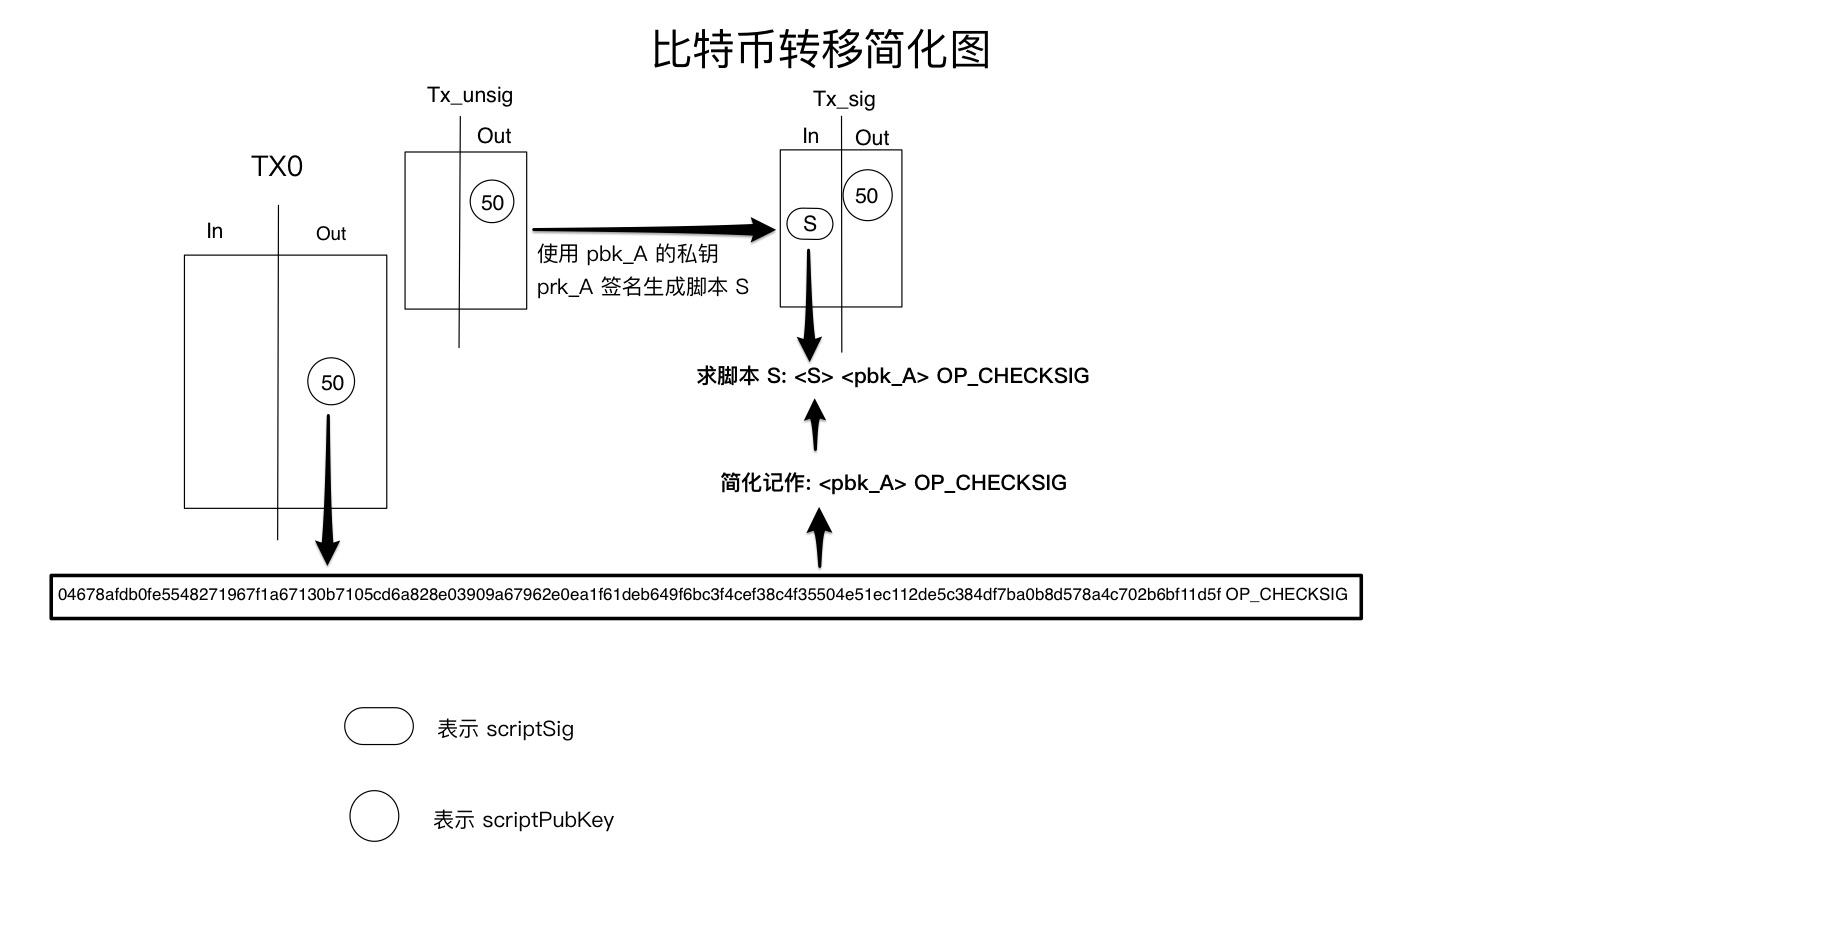 比特币转移简化图
Tx_unsig
Out
50
Tx_sig
In
Out
50
S
TX0
In
Out
50
使用 pbk_A 的私钥
prk_A 签名生成脚本 S
求脚本 S: <S> <pbk_A> OP_CHECKSIG
简化记作: <pbk_A> OP_CHECKSIG
04678afdb0fe5548271967f1a67130b7105cd6a828e03909a67962e0ea1f61deb649f6bc3f4cef38c4f35504e51ec112de5c384df7ba0b8d578a4c702b6bf11d5f OP_CHECKSIG
表示 scriptSig
表示 scriptPubKey